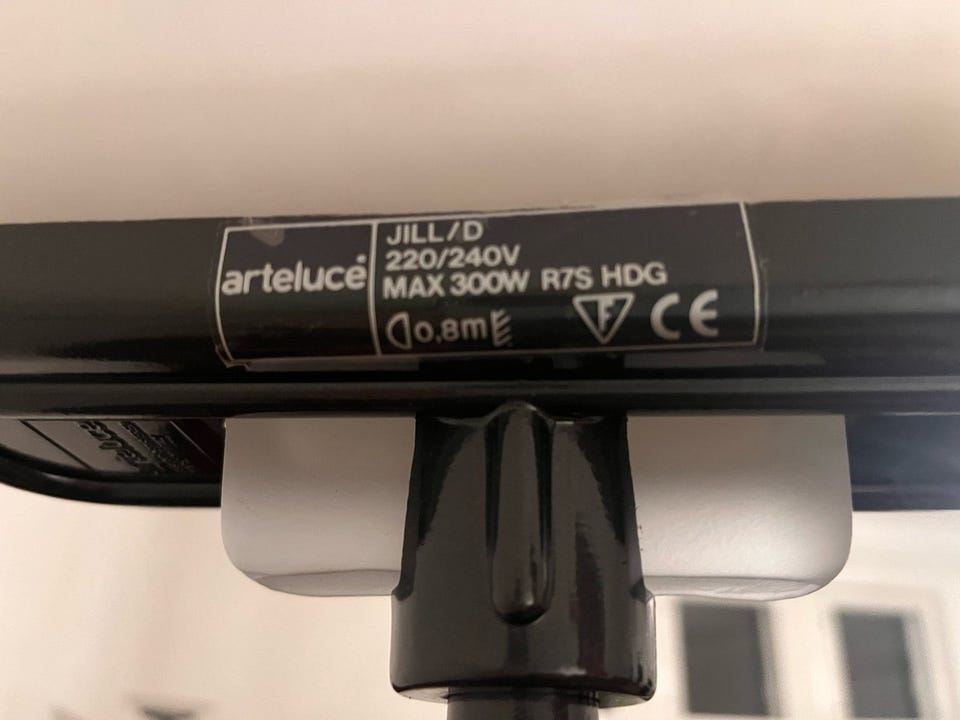 arteluce
JILL/D
220/240V
MAX 300W R7S HDG
0,8m
F CE